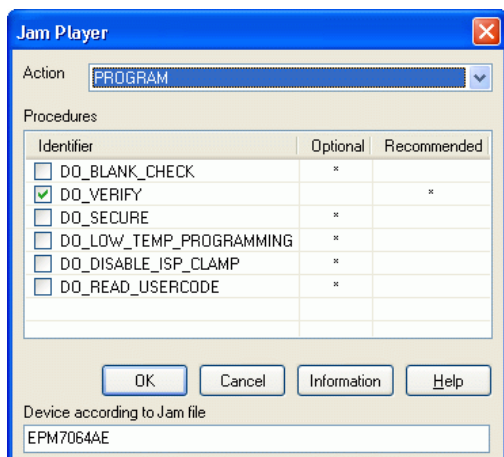 Jam Player
Action PROGRAM
Procedures
Identifier Optional Recommended
DO_BLANK_CHECK *
DO_VERIFY *
DO_SECURE *
DO_LOW_TEMP_PROGRAMMING *
DO_DISABLE_ISP_CLAMP *
DO_READ_USERCODE *
OK Cancel Information Help
Device according to Jam file
EPM7064AE